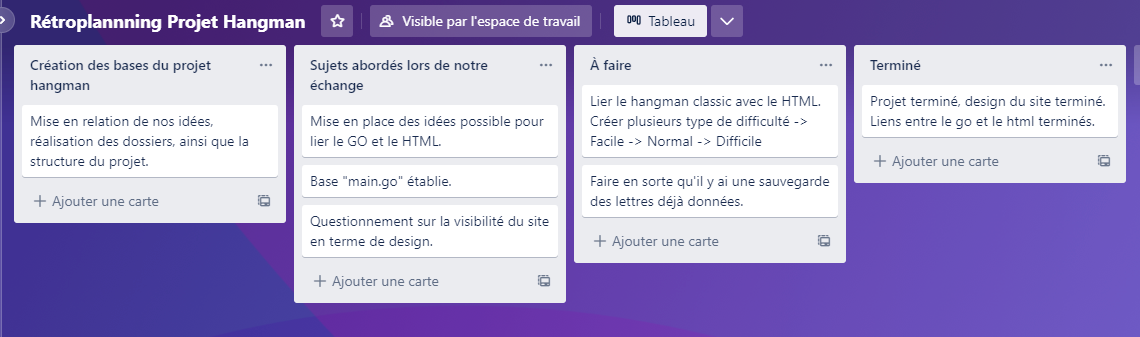 Rétroplannning Projet Hangman
Visible par l'espace de travail
Tableau
Création des bases du projet
hangman
Mise en relation de nos idées,
réalisation des dossiers, ainsi que la
structure du projet.
Ajouter une carte
Sujets abordés lors de notre
échange
Mise en place des idées possible pour
lier le GO et le HTML.
Base "main.go" établie.
Questionnement sur la visibilité du site
en terme de design.
Ajouter une carte
À faire
Lier le hangman classic avec le HTML.
Créer plusieurs type de difficulté ->
Facile -> Normal -> Difficile
Faire en sorte qu'il y ai une sauvegarde
des lettres déjà données.
Ajouter une carte
Terminé
Projet terminé, design du site terminé.
Liens entre le go et le html terminés.
Ajouter une carte